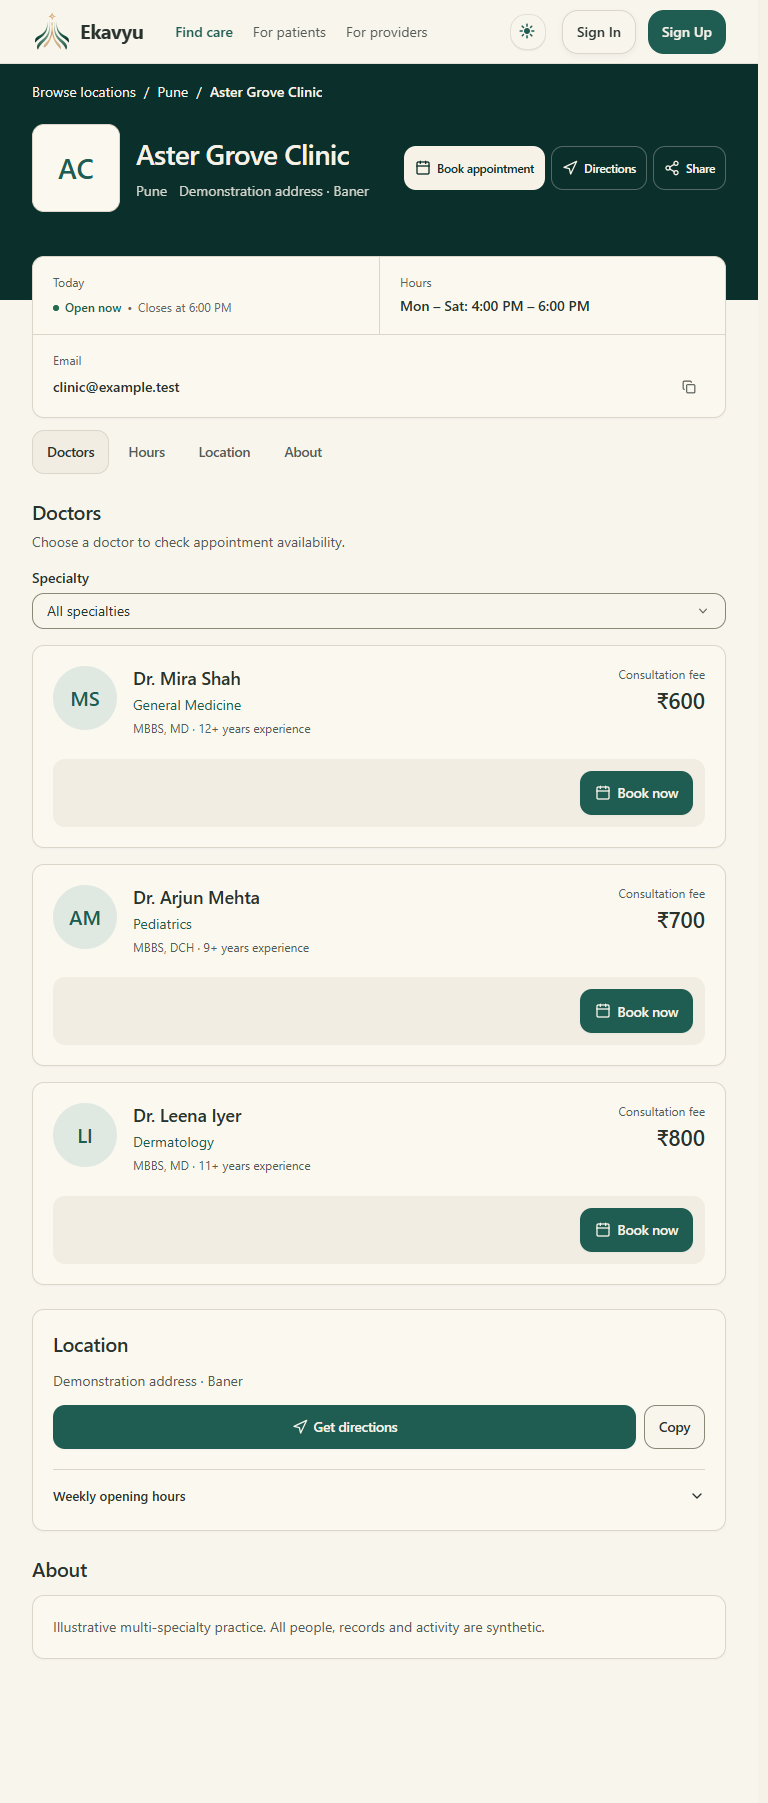 Ekavyu
Find care
For patients
For providers
Sign In
Sign Up
Browse locations / Pune / Aster Grove Clinic
AC
Aster Grove Clinic
Pune Demonstration address · Baner
Book appointment
Directions
Share
Today
Open now • Closes at 6:00 PM
Hours
Mon – Sat: 4:00 PM – 6:00 PM
Email
clinic@example.test
Doctors
Hours
Location
About
Doctors
Choose a doctor to check appointment availability.
Specialty
All specialties
MS
Dr. Mira Shah
General Medicine
MBBS, MD · 12+ years experience
Consultation fee
₹600
Book now
AM
Dr. Arjun Mehta
Pediatrics
MBBS, DCH · 9+ years experience
Consultation fee
₹700
Book now
LI
Dr. Leena Iyer
Dermatology
MBBS, MD · 11+ years experience
Consultation fee
₹800
Book now
Location
Demonstration address · Baner
Get directions
Copy
Weekly opening hours
About
Illustrative multi-specialty practice. All people, records and activity are synthetic.